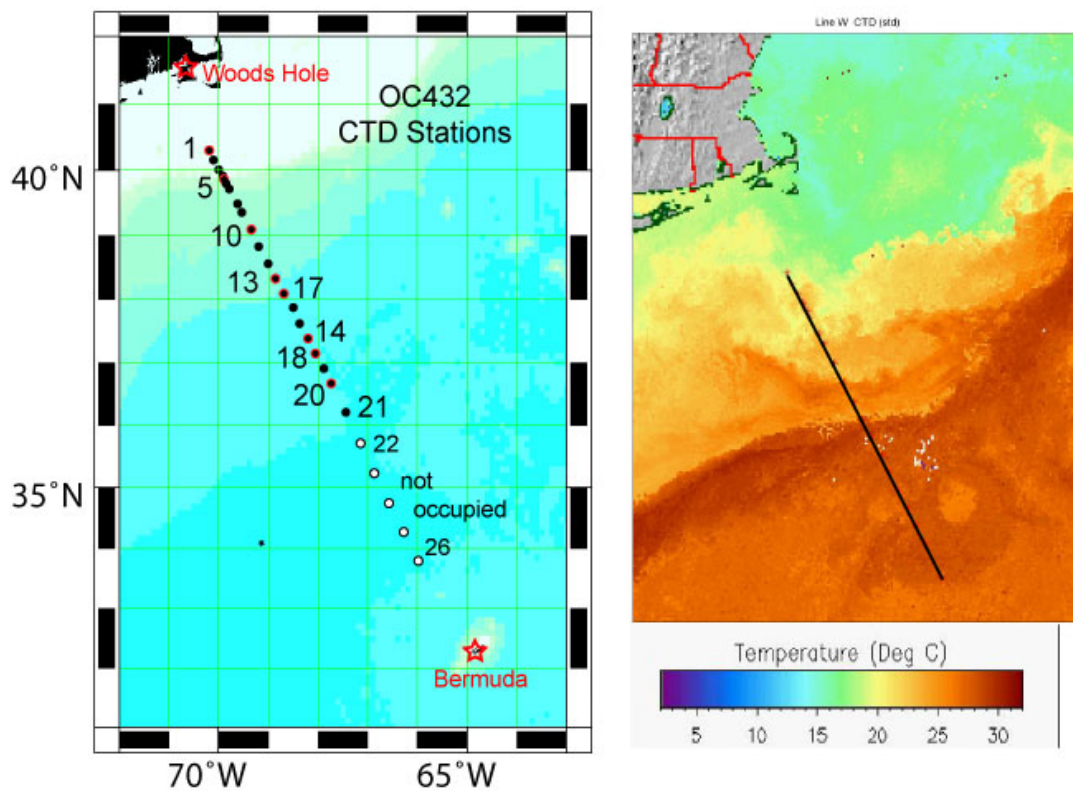 Woods Hole
OC432
CTD Stations
1
40°N
5
10
13
17
14
18
20
21
22
35°N
not
occupied
26
Bermuda
70°W
65°W
Line W CTD (std)
Temperature (Deg C)
5
10
15
20
25
30